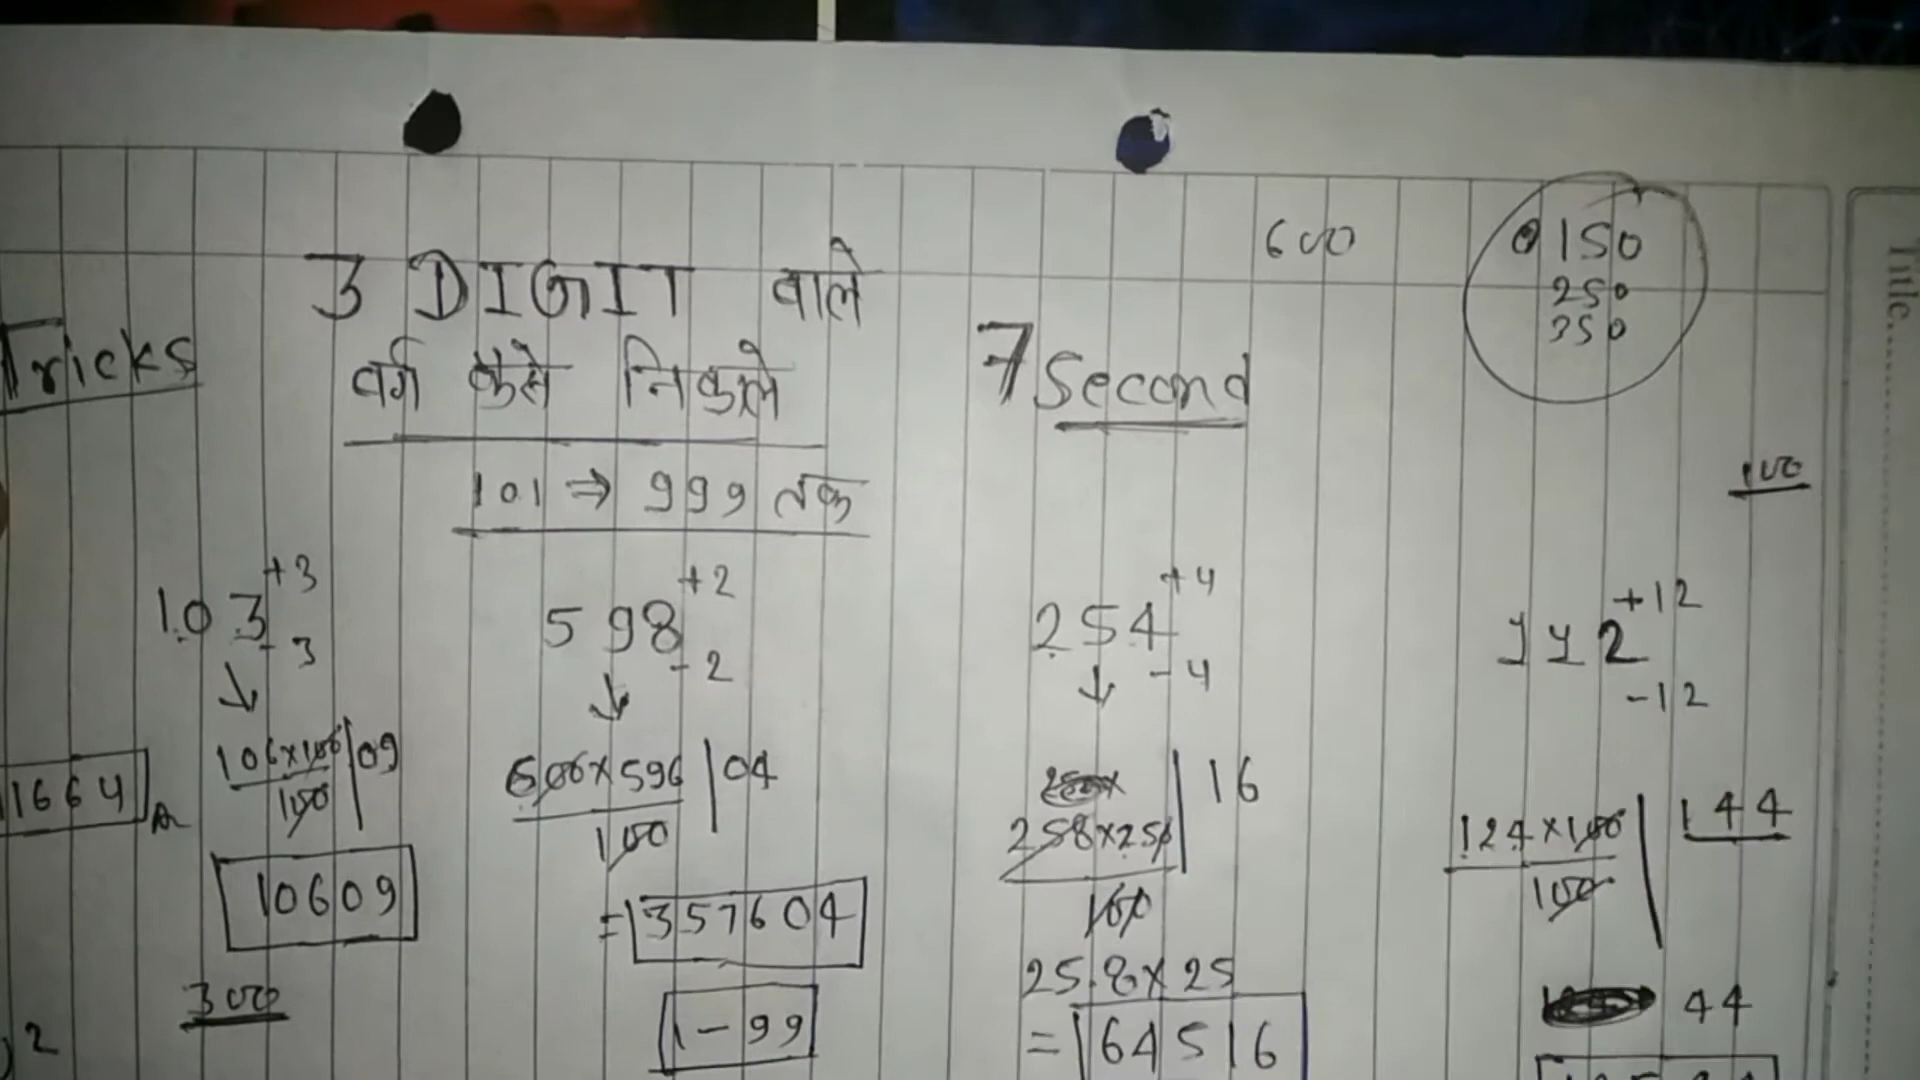 600
150
250
350
3 DIGIT वाले
Tricks
वर्ग कैसे निकले
7 Second
101 ⇒ 999 तक
100
103 +3 -3
598 +2 -2
254 +4 -4
112 +12 -12
↓
↓
↓
106×100 | 09
100
600×596 | 04
100
258×250 | 16
100
124×100 | 144
100
1664
10609
= 357604
25.8×25
44
300
1-99
= 64516
2